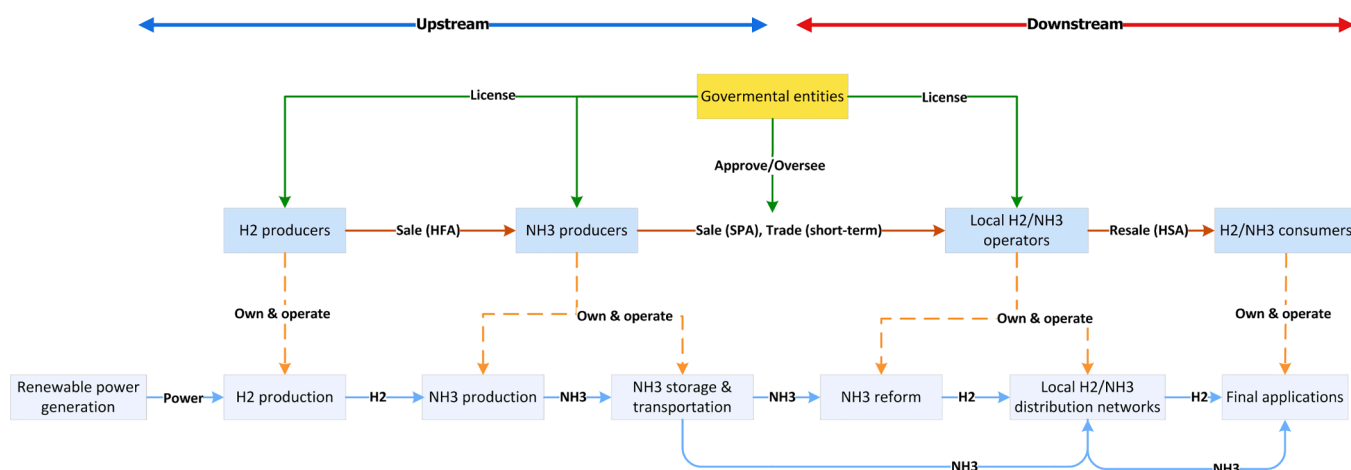 Upstream
Downstream
Govermental entities
License
License
Approve/Oversee
H2 producers
Sale (HFA)
NH3 producers
Sale (SPA), Trade (short-term)
Local H2/NH3
operators
Resale (HSA)
H2/NH3 consumers
Own & operate
Own & operate
Own & operate
Own & operate
Renewable power
generation
Power
H2 production
H2
NH3 production
NH3
NH3 storage &
transportation
NH3
NH3 reform
H2
Local H2/NH3
distribution networks
H2
Final applications
NH3
NH3